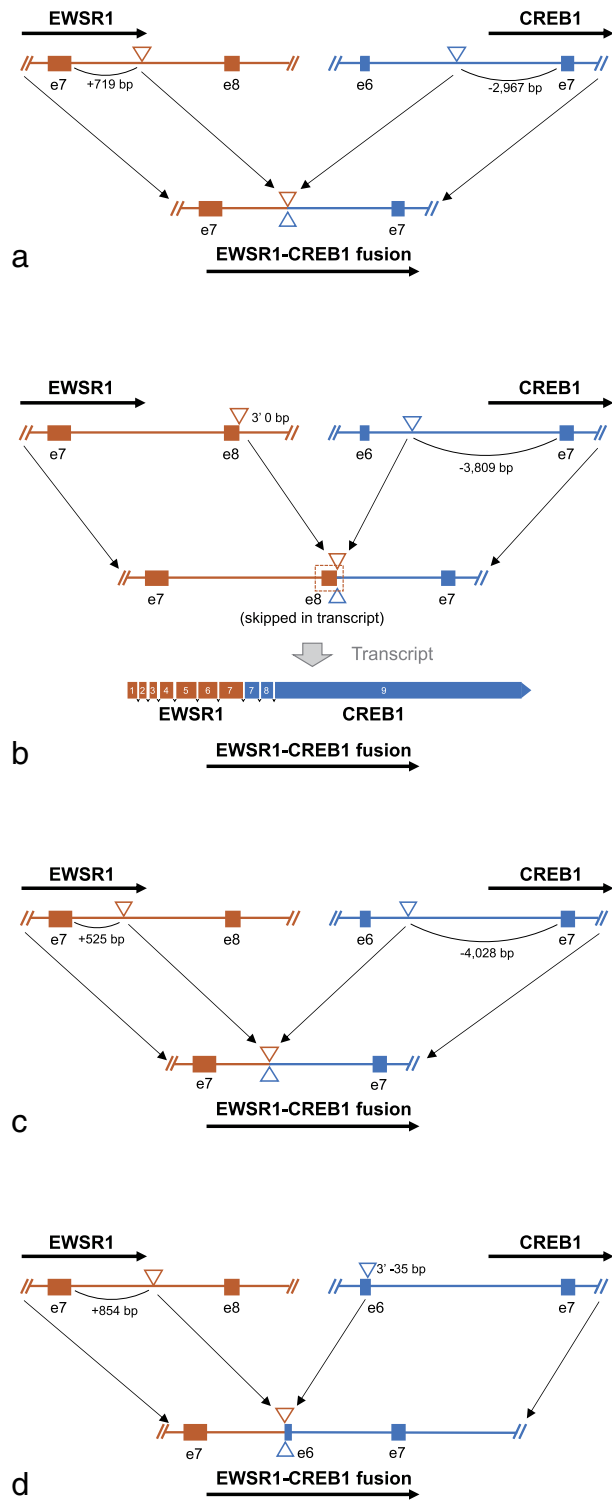 EWSR1 CREB1
e7 +719 bp e8 e6 -2,967 bp e7
e7 e7
a
EWSR1-CREB1 fusion
EWSR1 CREB1
3' 0 bp
e7 e8 e6 -3,809 bp e7
e7 e8 e7
(skipped in transcript)
Transcript
1 2 3 4 5 6 7 7 8 9
EWSR1 CREB1
b
EWSR1-CREB1 fusion
EWSR1 CREB1
e7 +525 bp e8 e6 -4,028 bp e7
e7 e7
c
EWSR1-CREB1 fusion
EWSR1 CREB1
3' -35 bp
e7 +854 bp e8 e6 e7
e7 e6 e7
d
EWSR1-CREB1 fusion